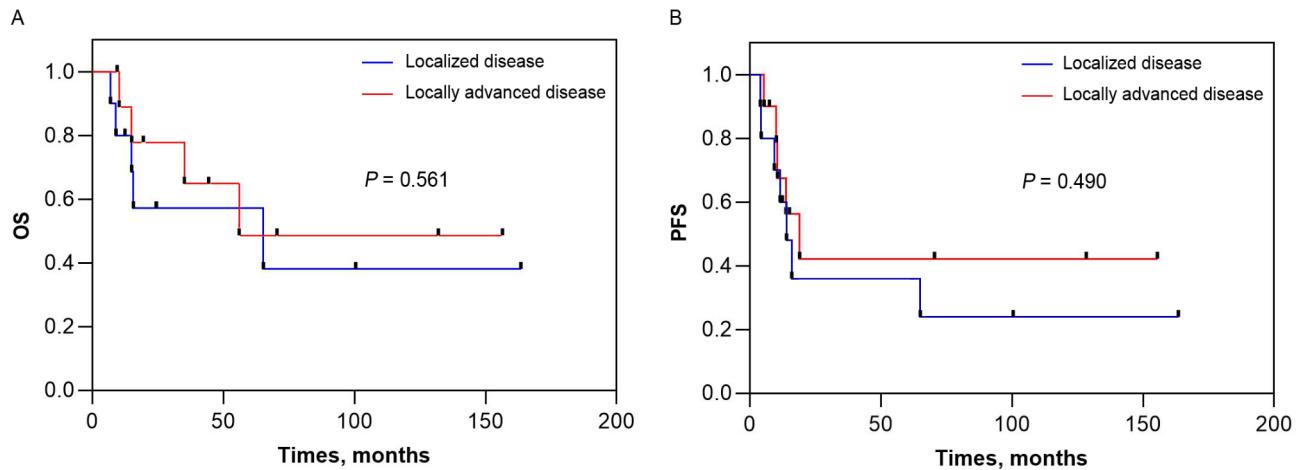 A
OS
1.0
0.8
0.6
0.4
0.2
0.0
0
50
100
150
200
Times, months
Localized disease
Locally advanced disease
P = 0.561
B
PFS
1.0
0.8
0.6
0.4
0.2
0.0
0
50
100
150
200
Times, months
Localized disease
Locally advanced disease
P = 0.490